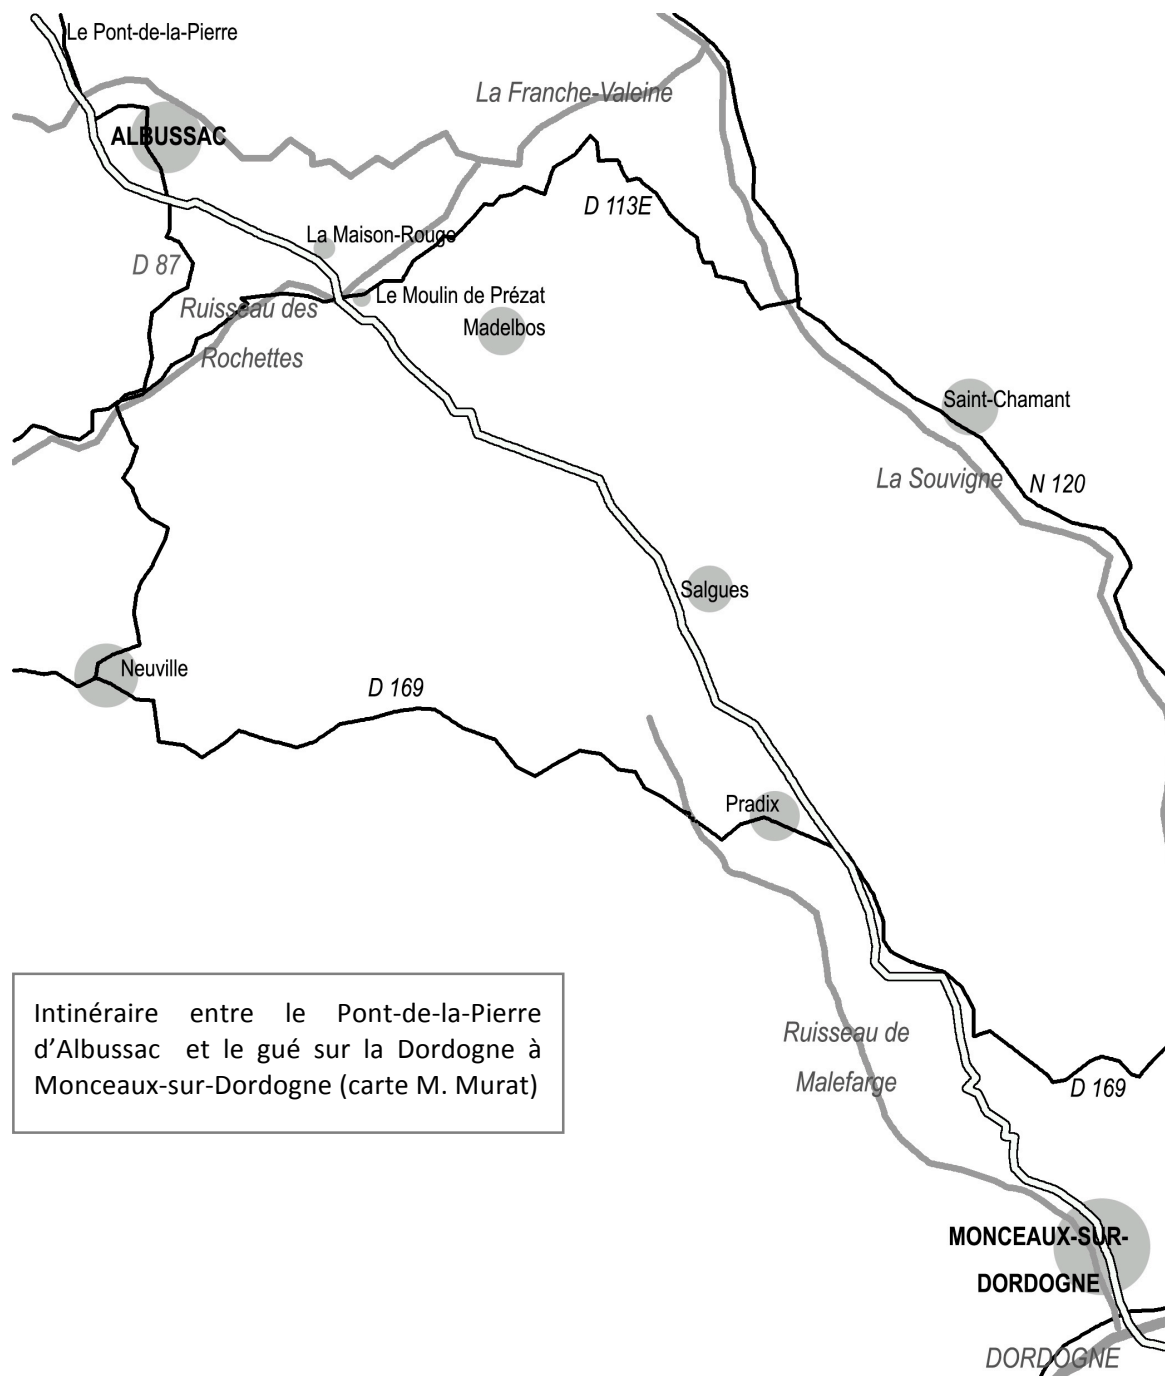 Le Pont-de-la-Pierre
La Franche-Valeine
ALBUSSAC
D 113E
La Maison-Rouge
D 87
Le Moulin de Prézat
Ruisseau des
Rochettes
Madelbos
Saint-Chamant
La Souvigne
N 120
Salgues
Neuville
D 169
Pradix
Intinéraire entre le Pont-de-la-Pierre
d’Albussac et le gué sur la Dordogne à
Monceaux-sur-Dordogne (carte M. Murat)
Ruisseau de
Malefarge
D 169
MONCEAUX-SUR-
DORDOGNE
DORDOGNE